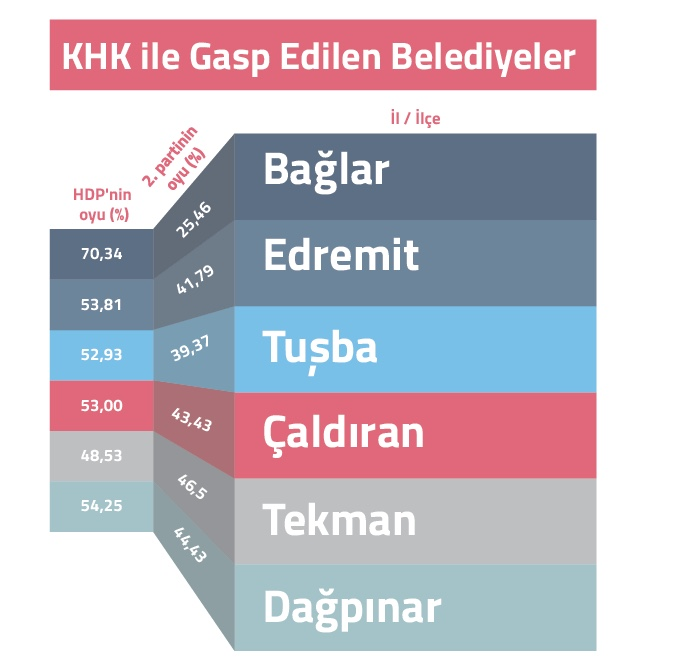 KHK ile Gasp Edilen Belediyeler
HDP'nin
oyu (%)
2. partinin
oyu (%)
İl / İlçe
70,34
25,46
Bağlar
53,81
41,79
Edremit
52,93
39,37
Tuşba
53,00
43,43
Çaldıran
48,53
46,5
Tekman
54,25
44,43
Dağpınar